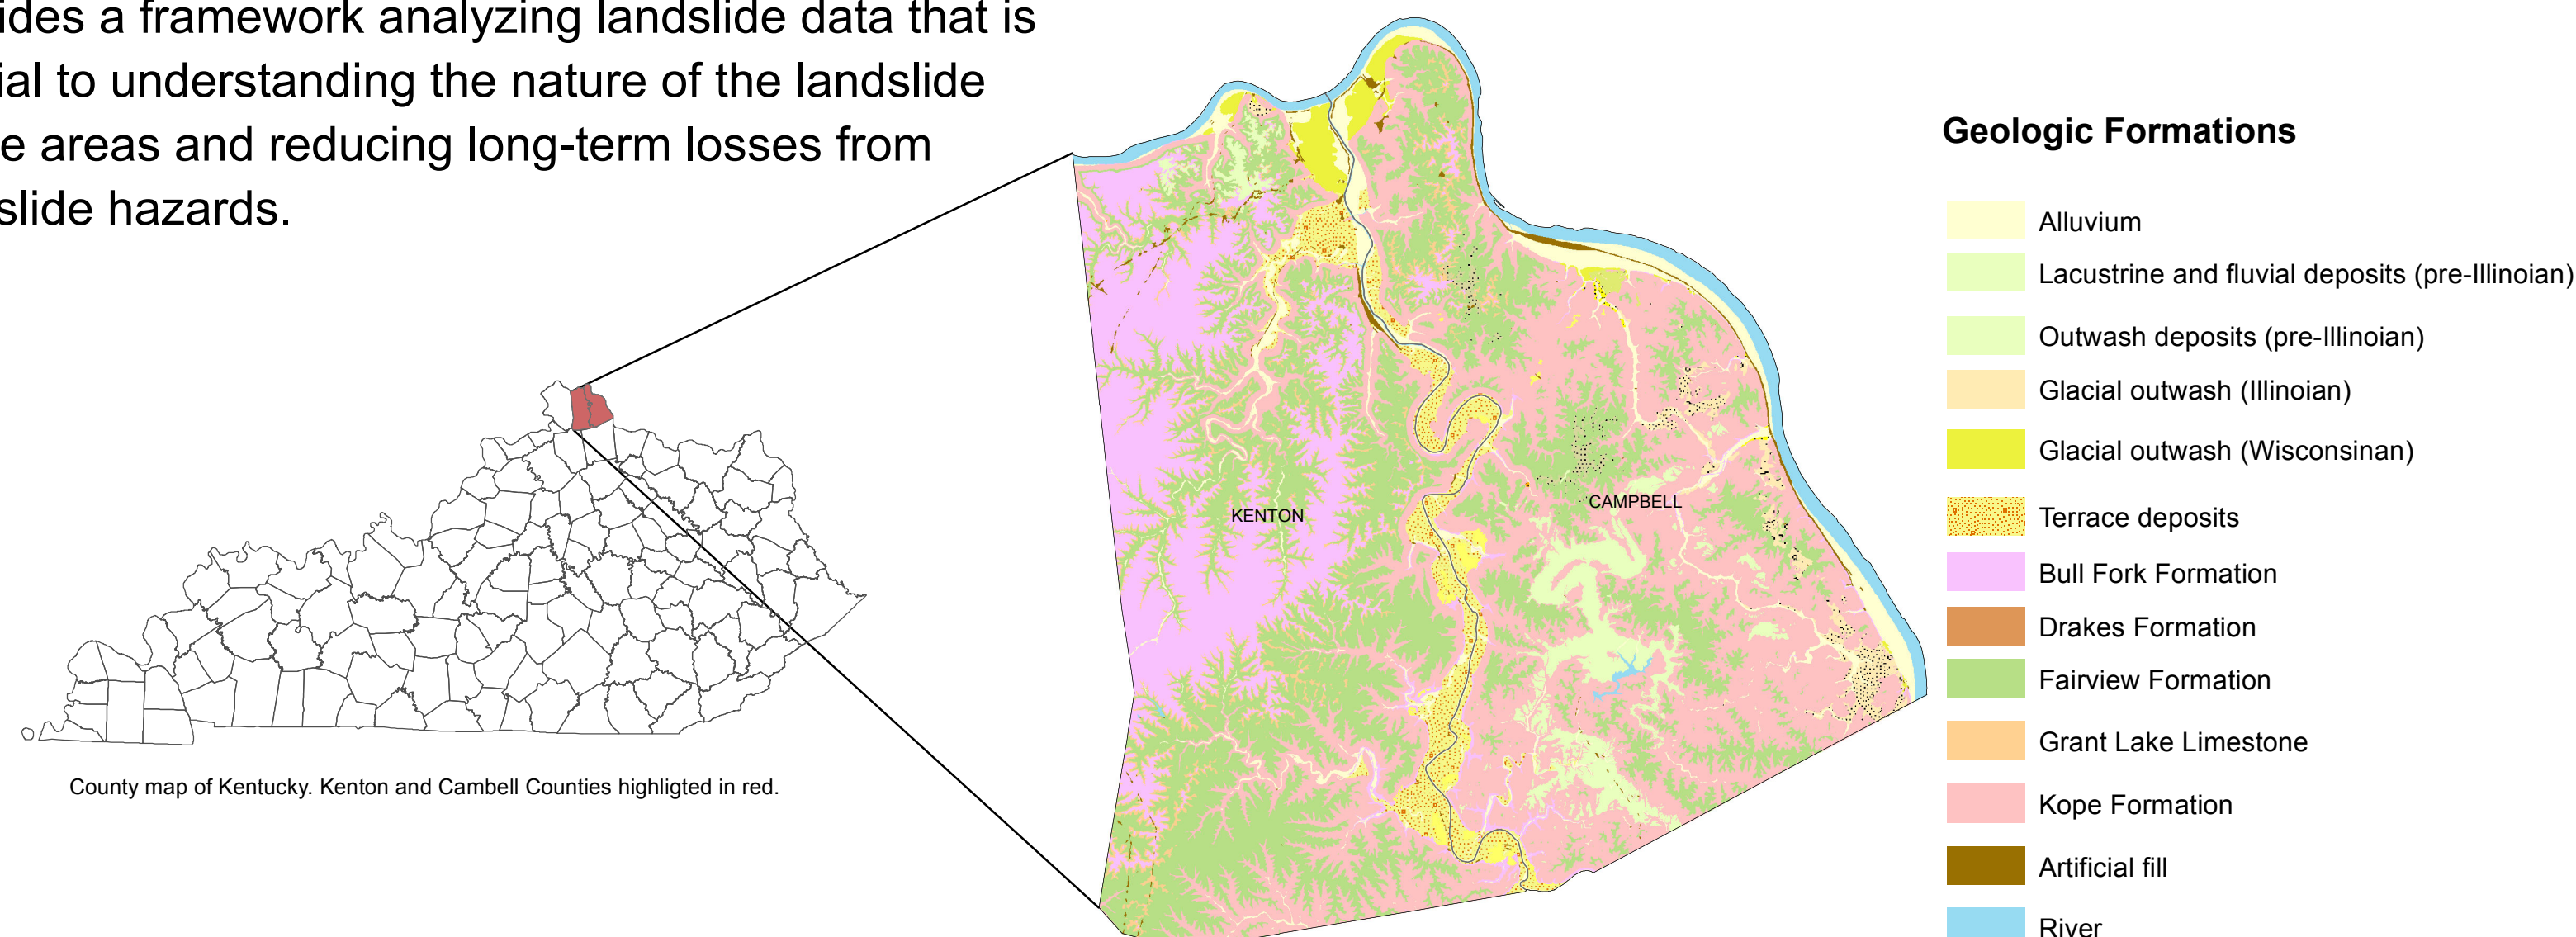 ides a framework analyzing landslide data that is
ial to understanding the nature of the landslide
e areas and reducing long-term losses from
slide hazards.
County map of Kentucky. Kenton and Cambell Counties highligted in red.
KENTON
CAMPBELL
Geologic Formations
Alluvium
Lacustrine and fluvial deposits (pre-Illinoian)
Outwash deposits (pre-Illinoian)
Glacial outwash (Illinoian)
Glacial outwash (Wisconsinan)
Terrace deposits
Bull Fork Formation
Drakes Formation
Fairview Formation
Grant Lake Limestone
Kope Formation
Artificial fill
River